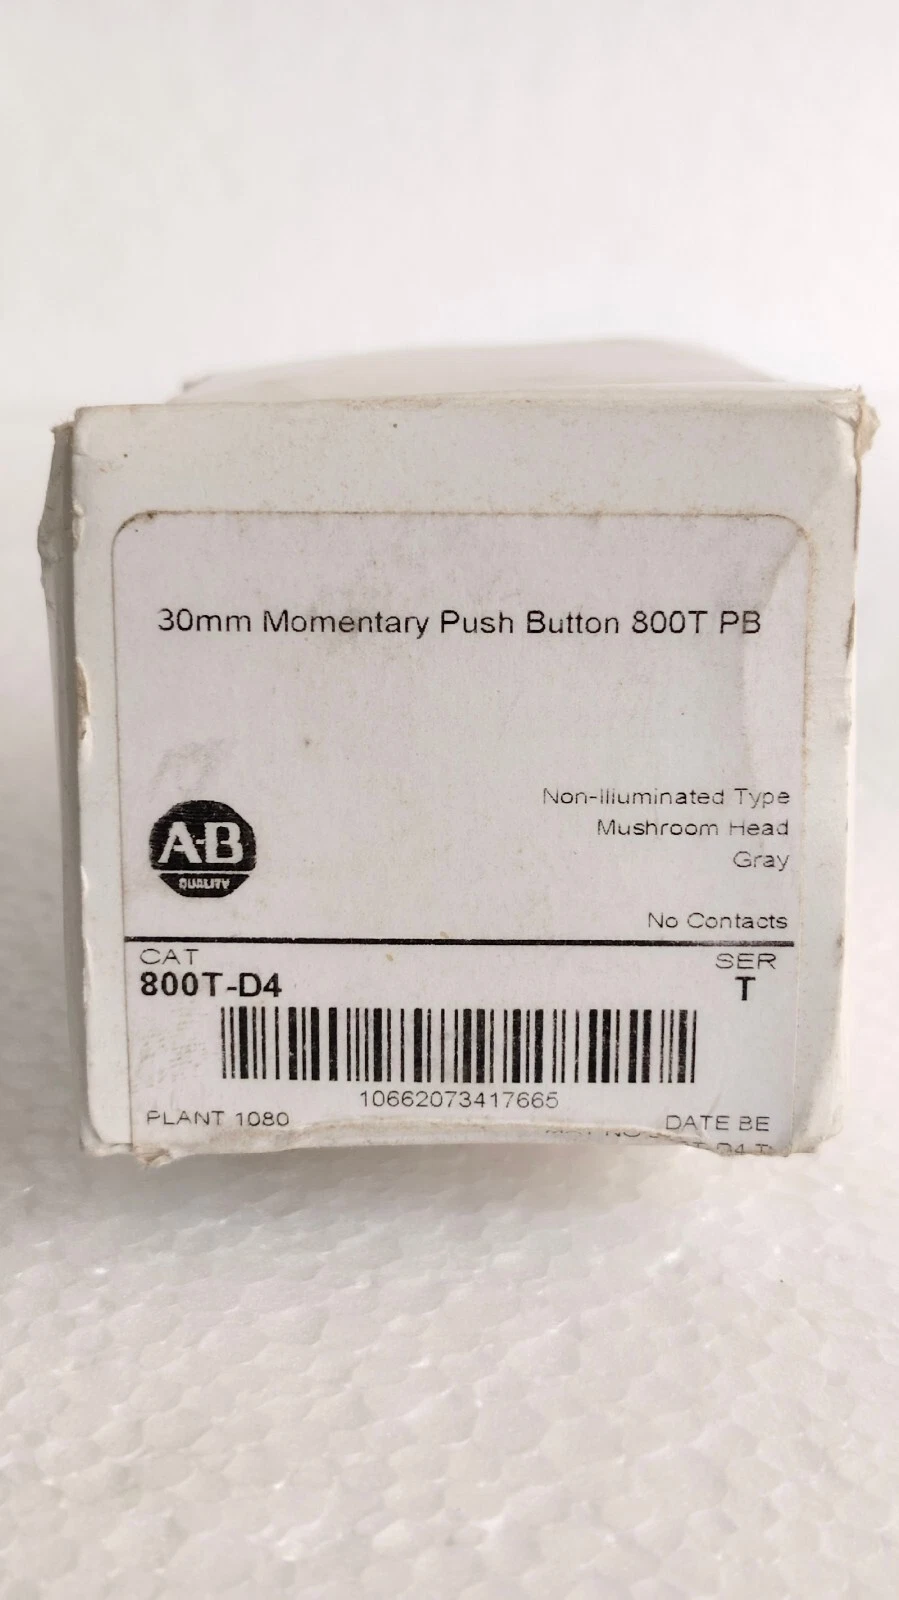 30mm Momentary Push Button 800T PB
Non-Illuminated Type
Mushroom Head
Gray
A-B
QUALITY
No Contacts
CAT
SER
800T-D4
T
10662073417665
PLANT 1080
DATE BE